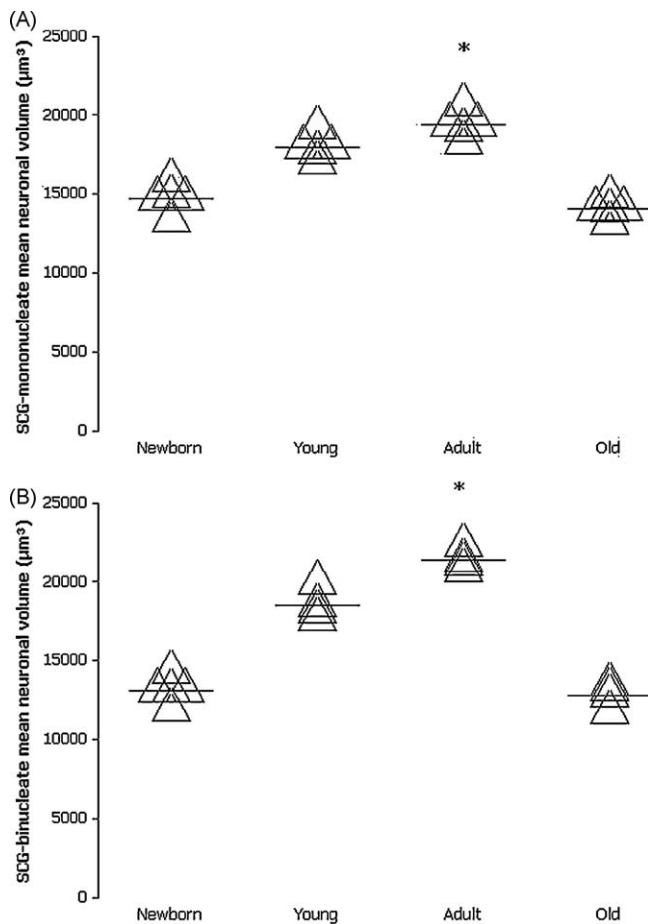 (A)
SCG-mononucleate mean neuronal volume (µm³)
25000
*
20000
15000
10000
5000
0
Newborn Young Adult Old
(B)
SCG-binucleate mean neuronal volume (µm³)
25000
*
20000
15000
10000
5000
0
Newborn Young Adult Old